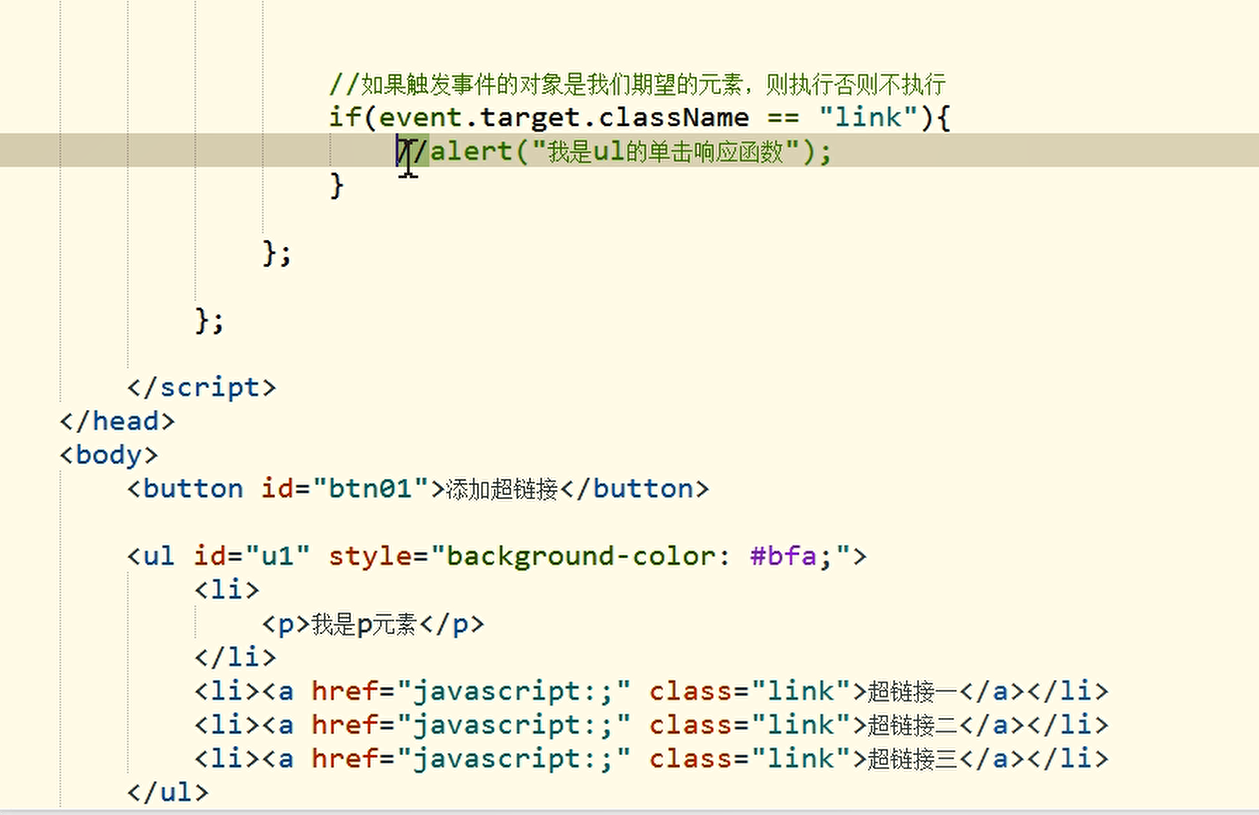 //如果触发事件的对象是我们期望的元素，则执行否则不执行
if(event.target.className == "link"){
//alert("我是ul的单击响应函数");
}
};
};
</script>
</head>
<body>
<button id="btn01">添加超链接</button>
<ul id="u1" style="background-color: #bfa;">
<li>
<p>我是p元素</p>
</li>
<li><a href="javascript:;" class="link">超链接一</a></li>
<li><a href="javascript:;" class="link">超链接二</a></li>
<li><a href="javascript:;" class="link">超链接三</a></li>
</ul>